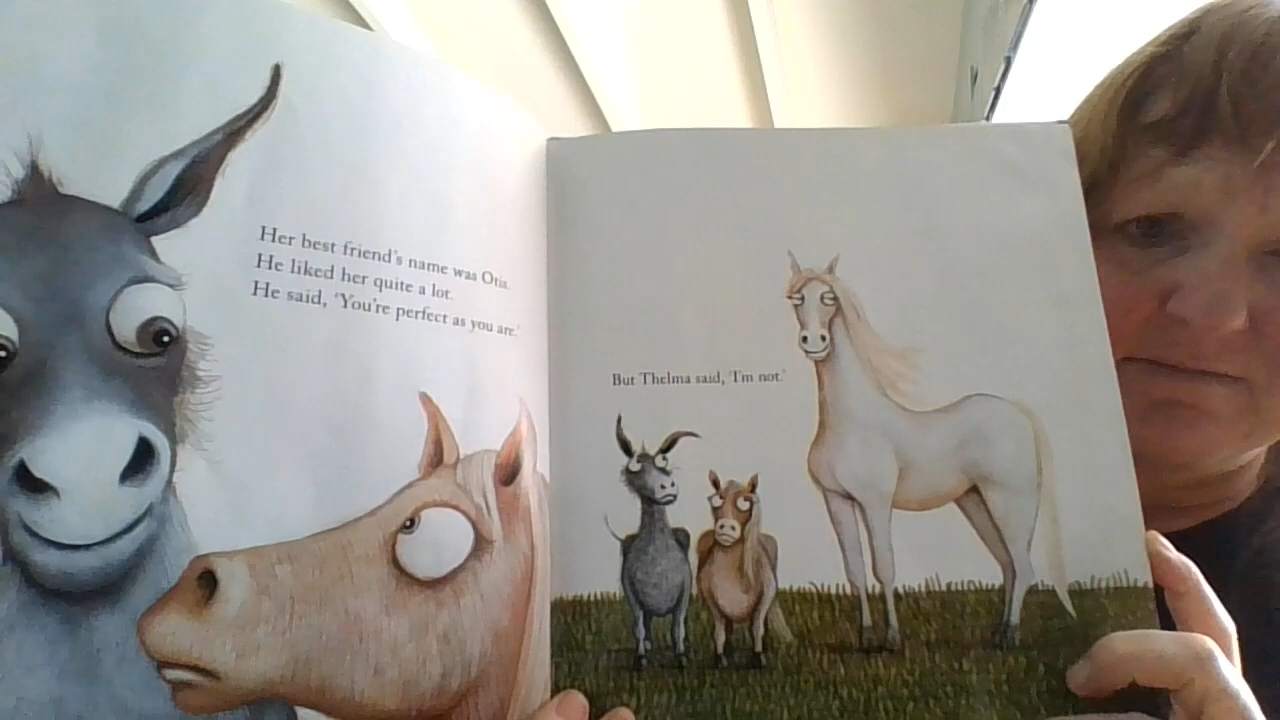 Her best friend's name was Otis.
He liked her quite a lot.
He said, 'You're perfect as you are.'
But Thelma said, 'I'm not.'